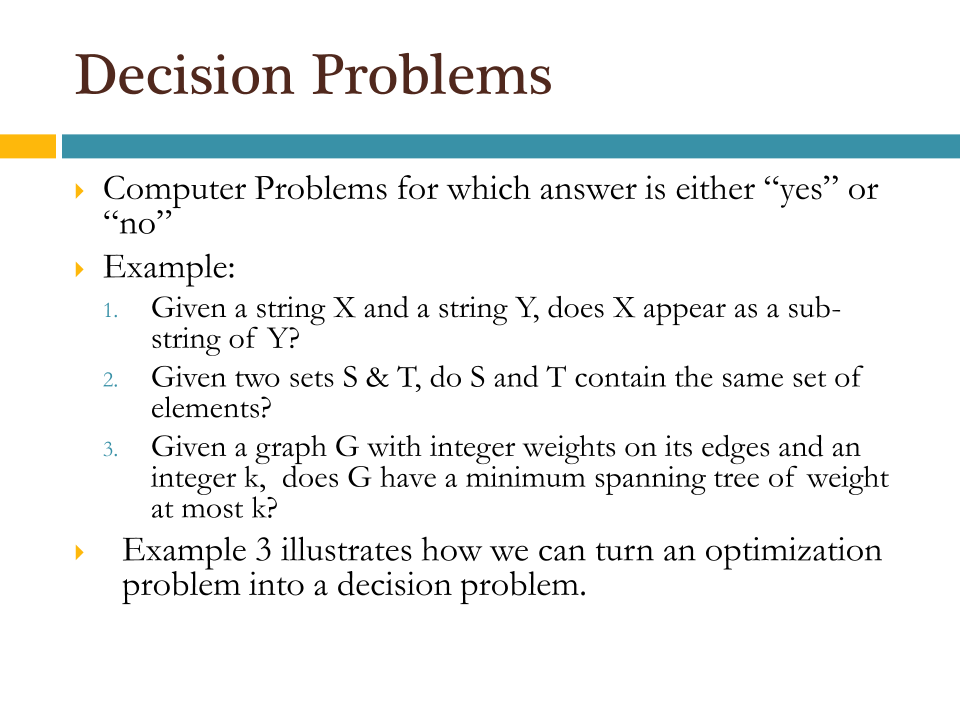 Decision Problems
Computer Problems for which answer is either “yes” or
“no”
Example:
1. Given a string X and a string Y, does X appear as a sub-
string of Y?
2. Given two sets S & T, do S and T contain the same set of
elements?
3. Given a graph G with integer weights on its edges and an
integer k,  does G have a minimum spanning tree of weight
at most k?
Example 3 illustrates how we can turn an optimization
problem into a decision problem.